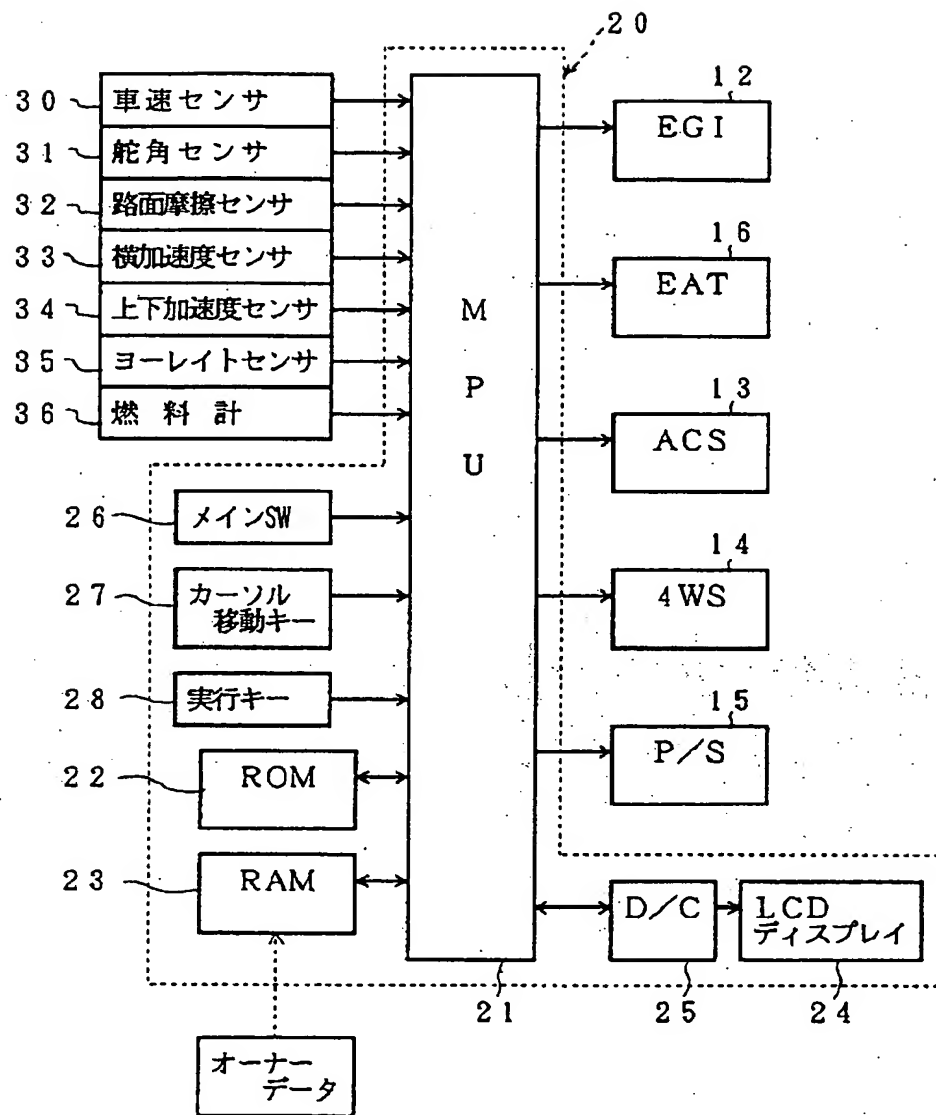 20
30 車速センサ
31 舵角センサ
32 路面摩擦センサ
33 横加速度センサ
34 上下加速度センサ
35 ヨーレイトセンサ
36 燃料計
26 メインSW
27 カーソル
移動キー
28 実行キー
22 ROM
23 RAM
MPU
21
12
EGI
16
EAT
13
ACS
14
4WS
15
P/S
D/C
25
LCD
ディスプレイ
24
オーナー
データ